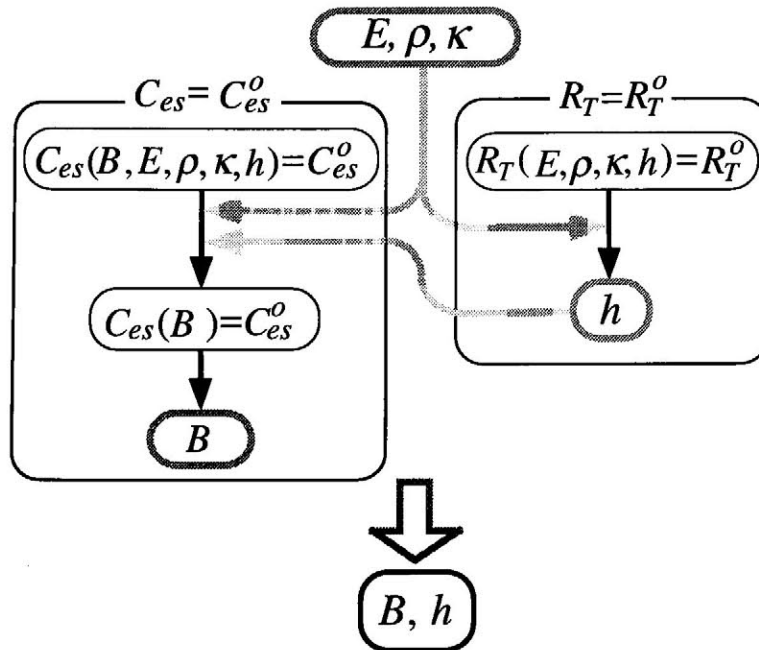 E, ρ, κ
C_es = C_es^o
C_es(B, E, ρ, κ, h)=C_es^o
C_es(B )=C_es^o
B
R_T=R_T^o
R_T( E, ρ, κ, h)=R_T^o
h
B, h